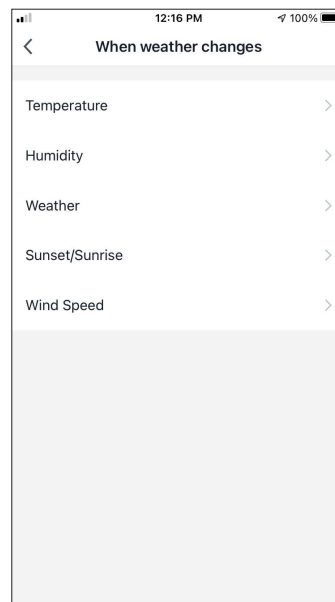 12:16 PM 100%
When weather changes
Temperature
Humidity
Weather
Sunset/Sunrise
Wind Speed